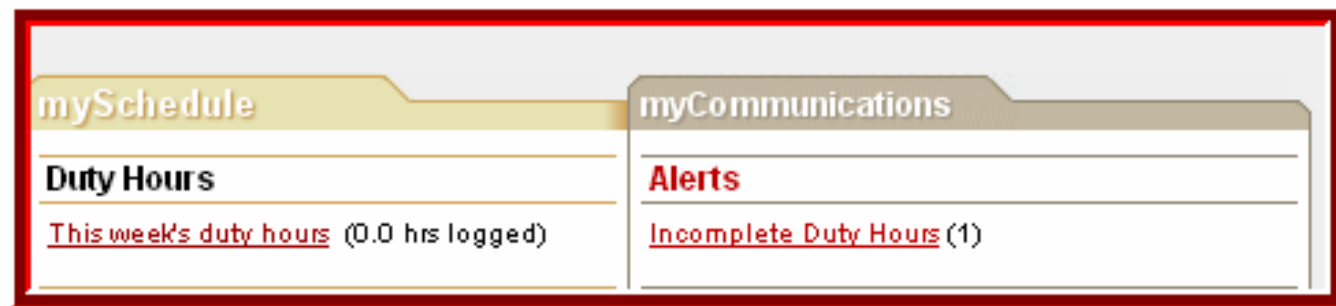 mySchedule
Duty Hours
This week's duty hours (0.0 hrs logged)
myCommunications
Alerts
Incomplete Duty Hours (1)